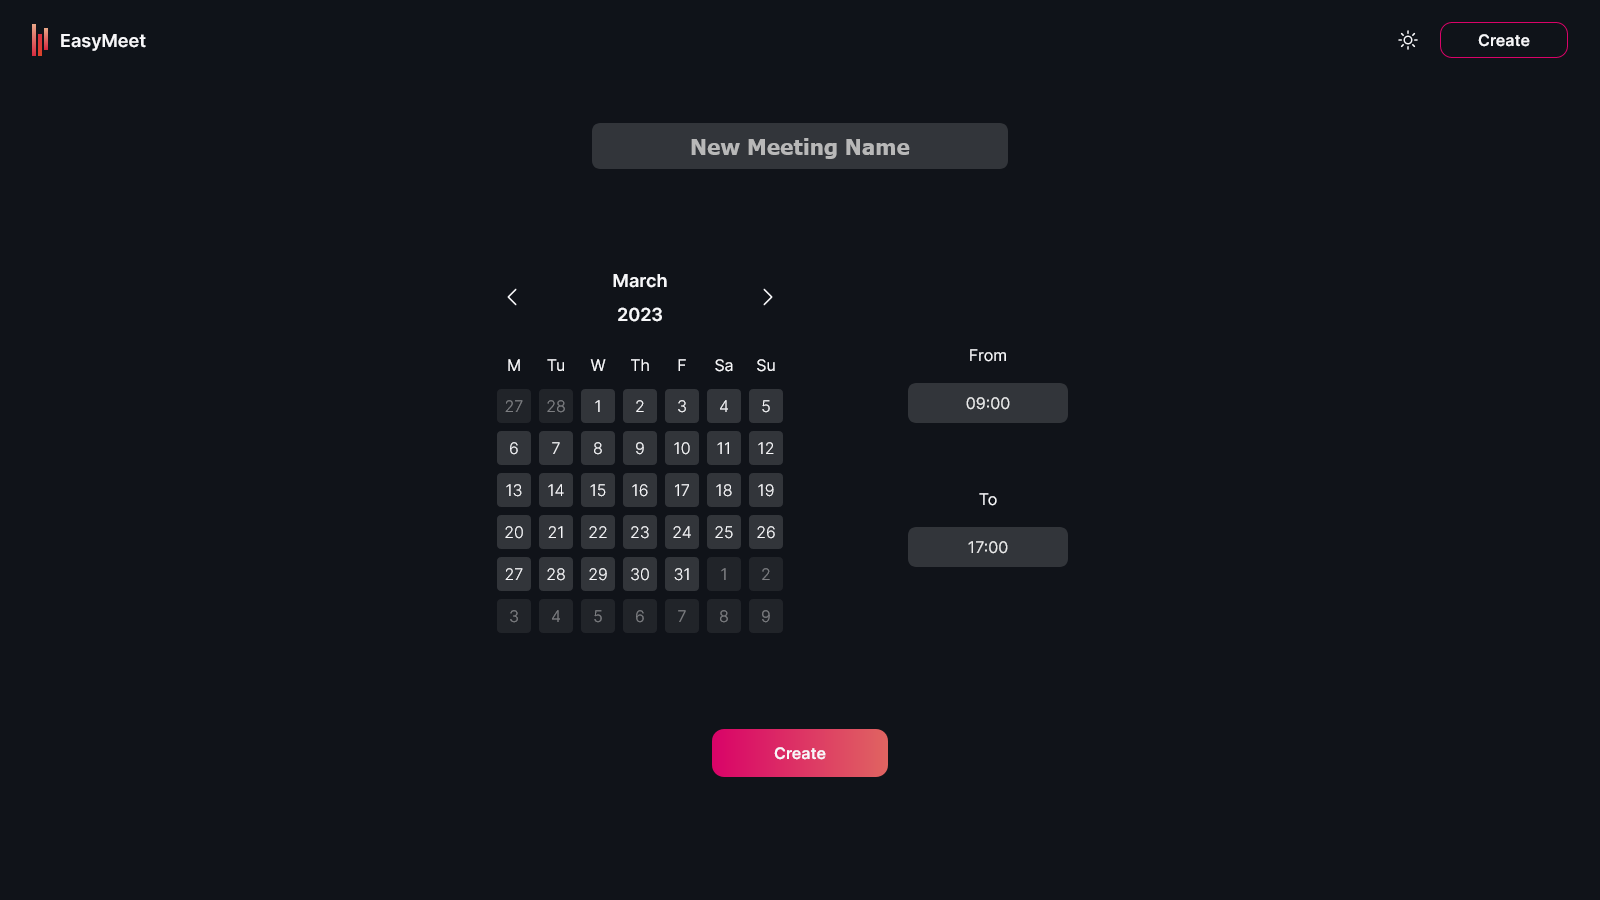 EasyMeet
Create
New Meeting Name
March
2023
M Tu W Th F Sa Su
27 28 1 2 3 4 5
6 7 8 9 10 11 12
13 14 15 16 17 18 19
20 21 22 23 24 25 26
27 28 29 30 31 1 2
3 4 5 6 7 8 9
From
09:00
To
17:00
Create